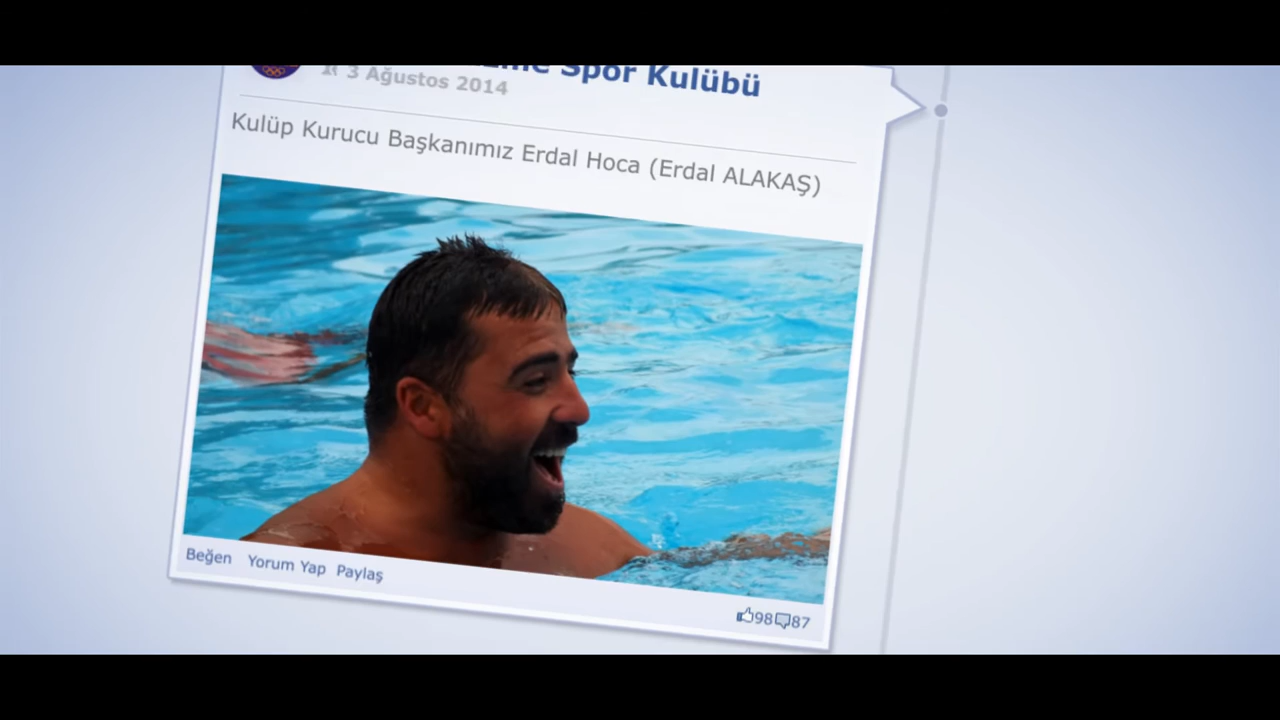 Spor Kulübü
3 Ağustos 2014
Kulüp Kurucu Başkanımız Erdal Hoca (Erdal ALAKAŞ)
Beğen Yorum Yap Paylaş
98 87